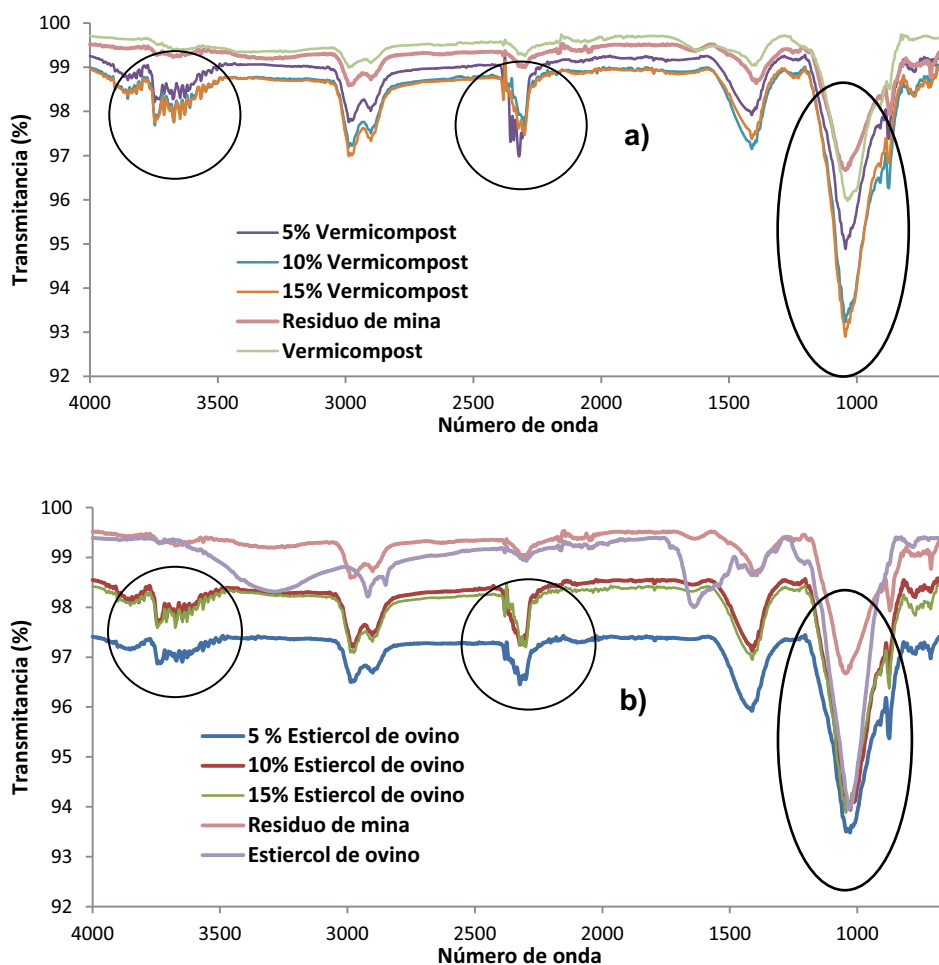 100
99
98
97
96
95
94
93
92
Transmitancia (%)
a)
5% Vermicompost
10% Vermicompost
15% Vermicompost
Residuo de mina
Vermicompost
4000 3500 3000 2500 2000 1500 1000
Número de onda
100
99
98
97
96
95
94
93
92
Transmitancia (%)
b)
5 % Estiercol de ovino
10% Estiercol de ovino
15% Estiercol de ovino
Residuo de mina
Estiercol de ovino
4000 3500 3000 2500 2000 1500 1000
Número de onda